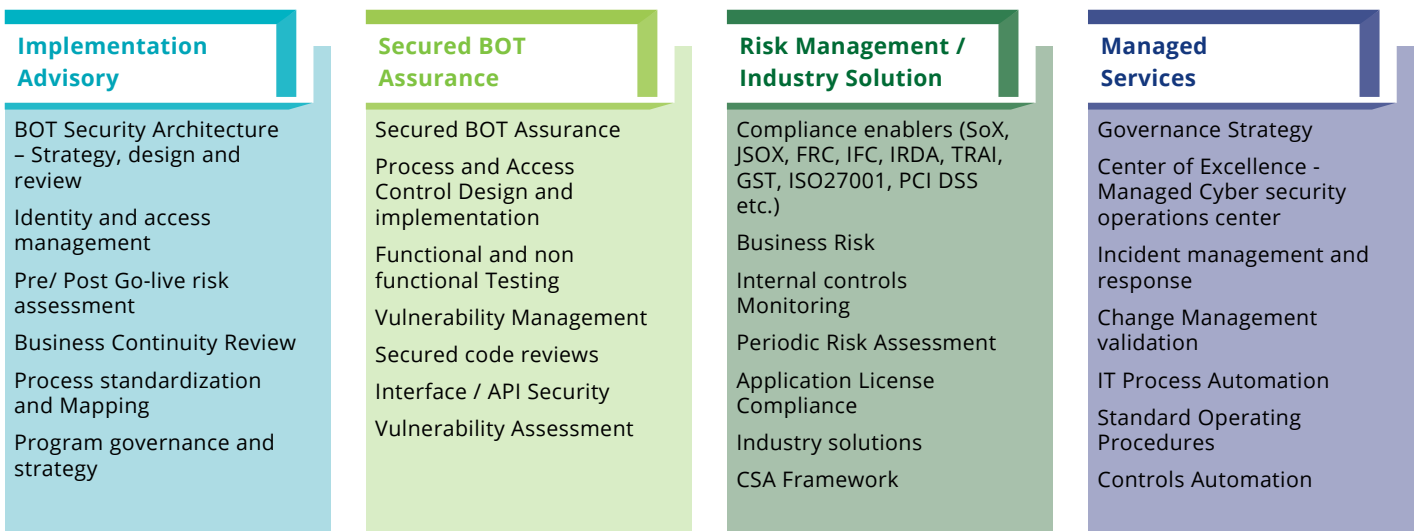 Implementation
Advisory
BOT Security Architecture
– Strategy, design and
review
Identity and access
management
Pre/ Post Go-live risk
assessment
Business Continuity Review
Process standardization
and Mapping
Program governance and
strategy
Secured BOT
Assurance
Secured BOT Assurance
Process and Access
Control Design and
implementation
Functional and non
functional Testing
Vulnerability Management
Secured code reviews
Interface / API Security
Vulnerability Assessment
Risk Management /
Industry Solution
Compliance enablers (SoX,
JSOX, FRC, IFC, IRDA, TRAI,
GST, ISO27001, PCI DSS
etc.)
Business Risk
Internal controls
Monitoring
Periodic Risk Assessment
Application License
Compliance
Industry solutions
CSA Framework
Managed
Services
Governance Strategy
Center of Excellence -
Managed Cyber security
operations center
Incident management and
response
Change Management
validation
IT Process Automation
Standard Operating
Procedures
Controls Automation